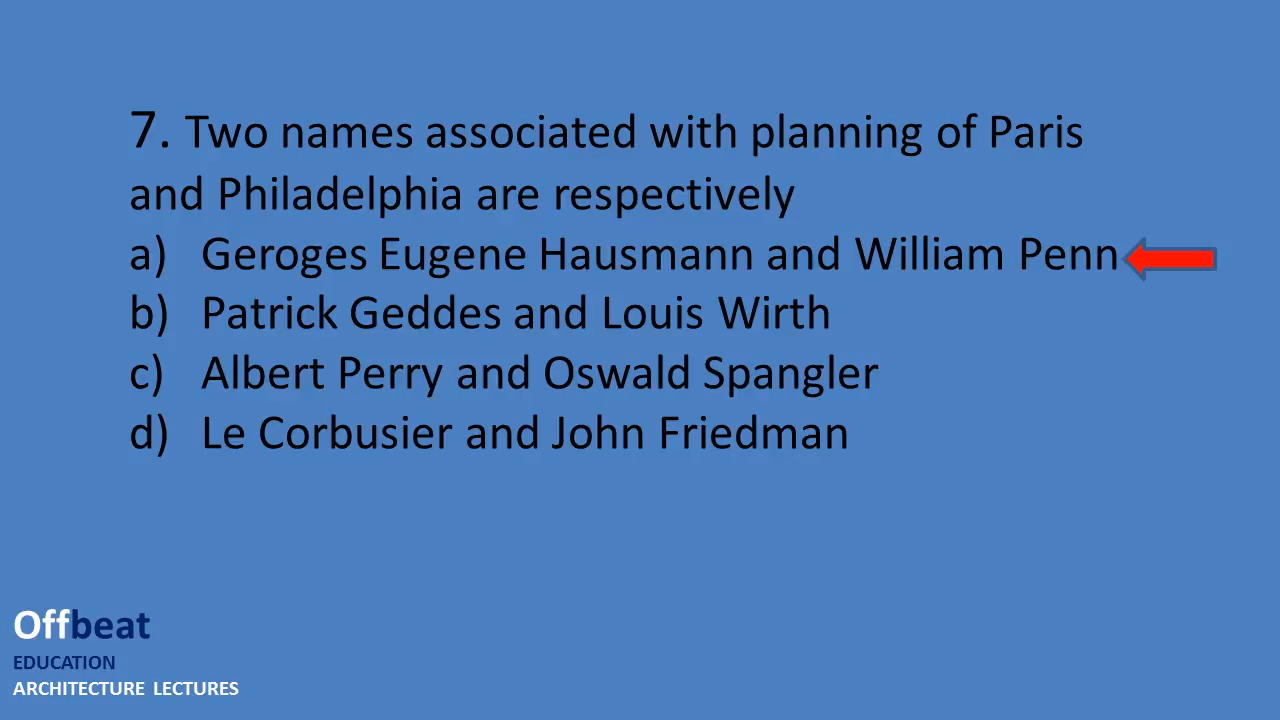 7. Two names associated with planning of Paris
and Philadelphia are respectively
a) Geroges Eugene Hausmann and William Penn
b) Patrick Geddes and Louis Wirth
c) Albert Perry and Oswald Spangler
d) Le Corbusier and John Friedman
Offbeat
EDUCATION
ARCHITECTURE LECTURES